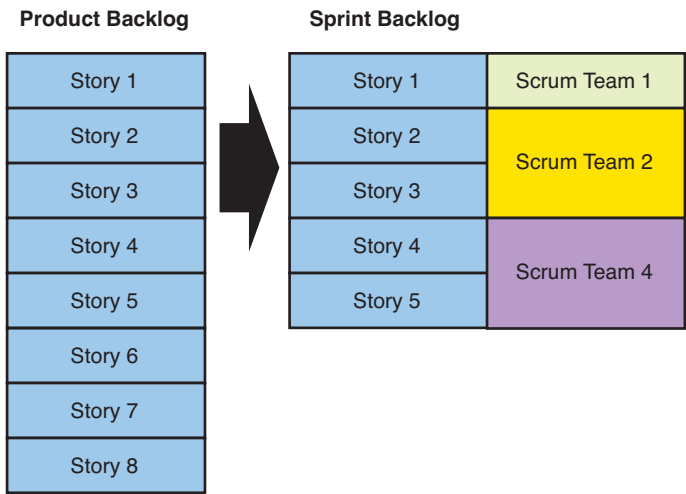 Product Backlog
Story 1
Story 2
Story 3
Story 4
Story 5
Story 6
Story 7
Story 8
Sprint Backlog
Story 1
Story 2
Story 3
Story 4
Story 5
Scrum Team 1
Scrum Team 2
Scrum Team 4